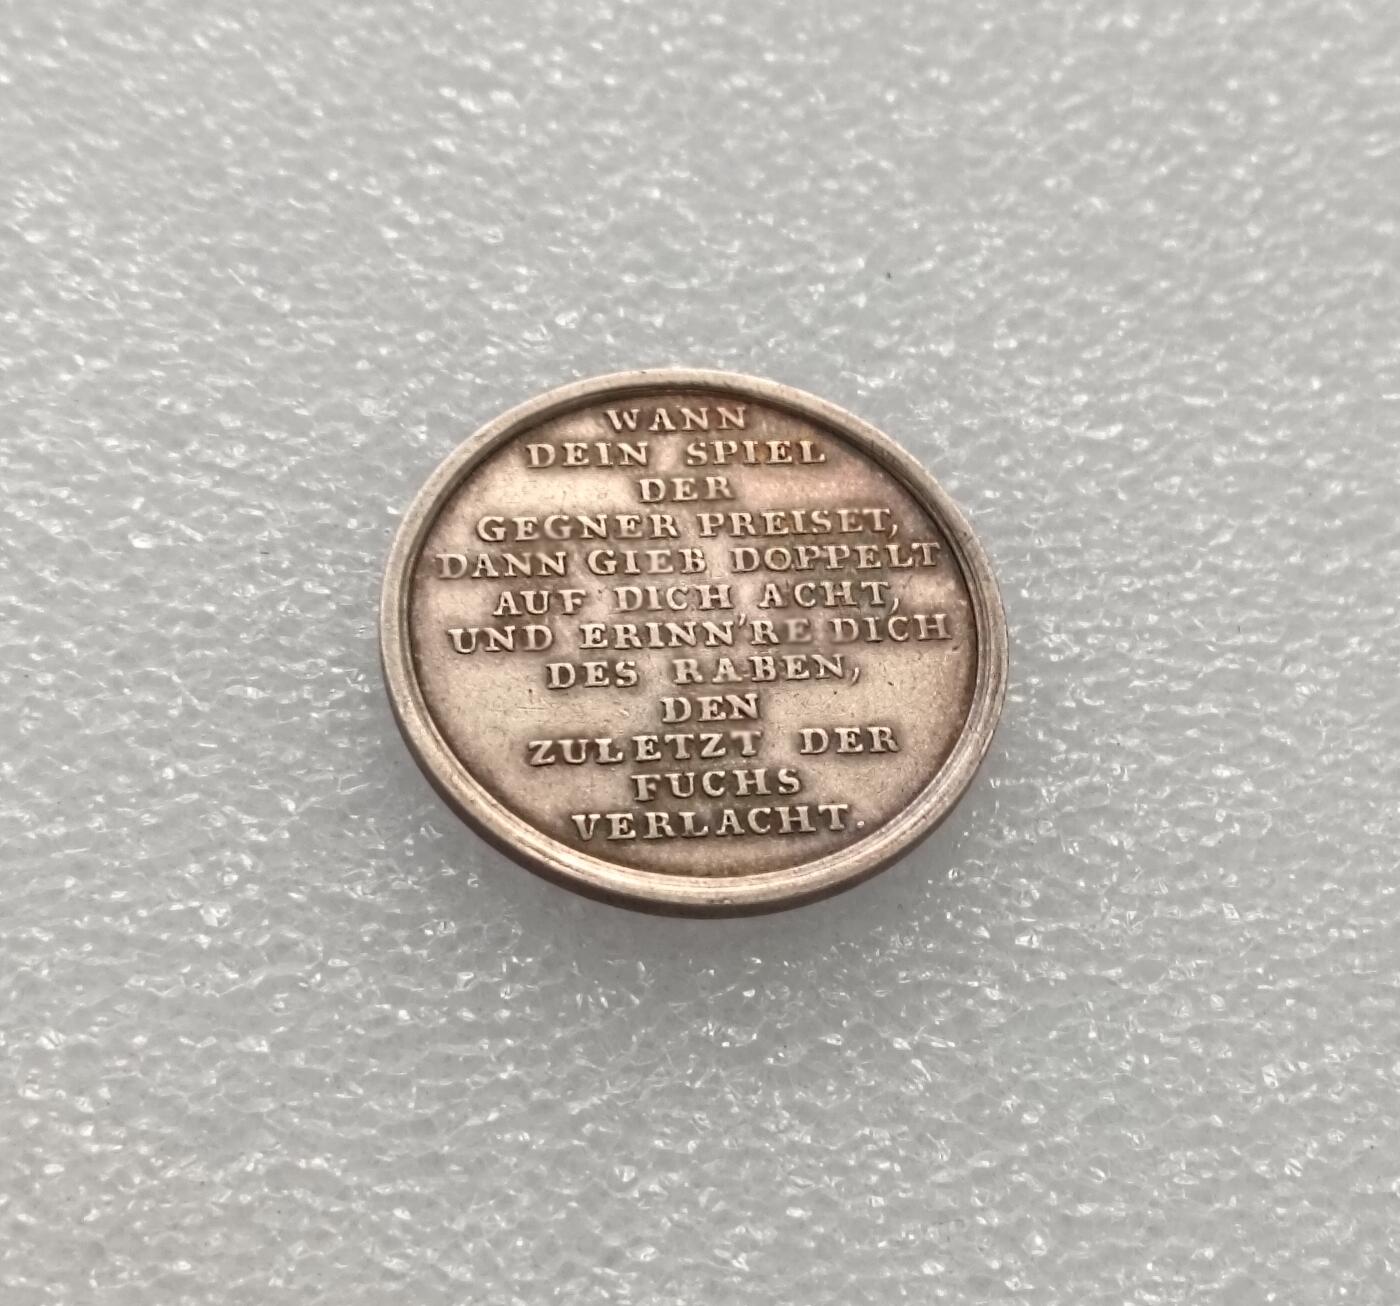 WANN
DEIN SPIEL
DER
GEGNER PREISET,
DANN GIEB DOPPELT
AUF DICH ACHT,
UND ERINN'RE DICH
DES RABEN,
DEN
ZULETZT DER
FUCHS
VERLACHT.